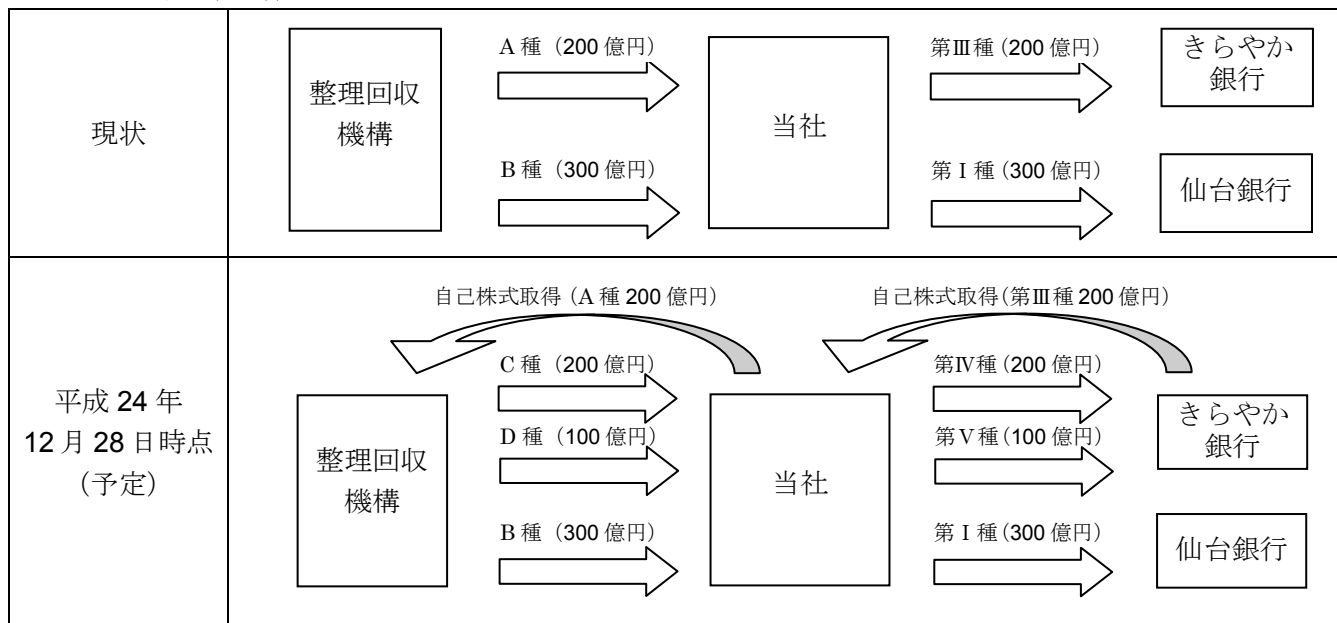 現状
整理回収
機構
A種（200億円）
B種（300億円）
当社
第Ⅲ種（200億円）
第Ⅰ種（300億円）
きらやか
銀行
仙台銀行
平成24年
12月28日時点
（予定）
自己株式取得（A種200億円）
自己株式取得（第Ⅲ種200億円）
整理回収
機構
C種（200億円）
D種（100億円）
B種（300億円）
当社
第Ⅳ種（200億円）
第Ⅴ種（100億円）
第Ⅰ種（300億円）
きらやか
銀行
仙台銀行